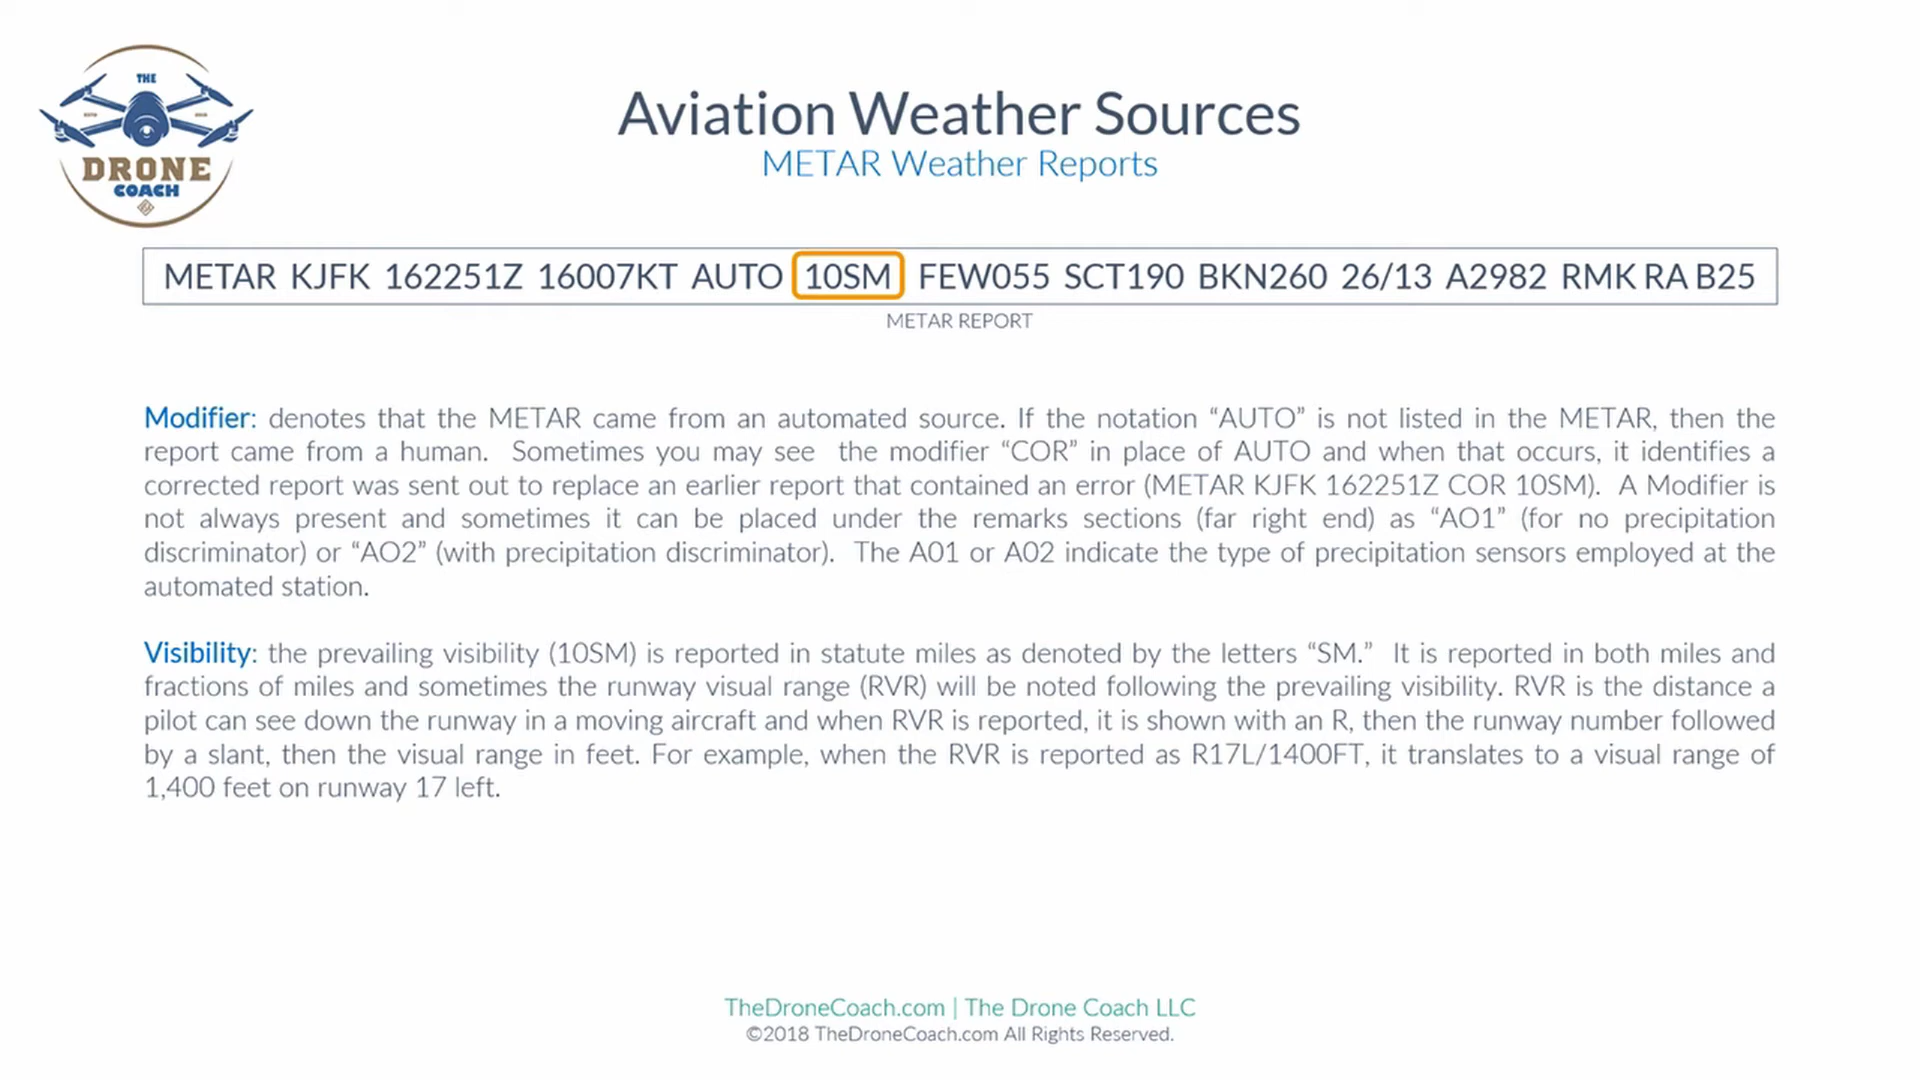 THE
DRONE
COACH
Aviation Weather Sources
METAR Weather Reports
METAR KJFK 162251Z 16007KT AUTO 10SM FEW055 SCT190 BKN260 26/13 A2982 RMK RA B25
METAR REPORT
Modifier: denotes that the METAR came from an automated source. If the notation “AUTO” is not listed in the METAR, then the
report came from a human. Sometimes you may see the modifier “COR” in place of AUTO and when that occurs, it identifies a
corrected report was sent out to replace an earlier report that contained an error (METAR KJFK 162251Z COR 10SM). A Modifier is
not always present and sometimes it can be placed under the remarks sections (far right end) as “AO1” (for no precipitation
discriminator) or “AO2” (with precipitation discriminator). The A01 or A02 indicate the type of precipitation sensors employed at the
automated station.
Visibility: the prevailing visibility (10SM) is reported in statute miles as denoted by the letters “SM.” It is reported in both miles and
fractions of miles and sometimes the runway visual range (RVR) will be noted following the prevailing visibility. RVR is the distance a
pilot can see down the runway in a moving aircraft and when RVR is reported, it is shown with an R, then the runway number followed
by a slant, then the visual range in feet. For example, when the RVR is reported as R17L/1400FT, it translates to a visual range of
1,400 feet on runway 17 left.
TheDroneCoach.com | The Drone Coach LLC
©2018 TheDroneCoach.com All Rights Reserved.